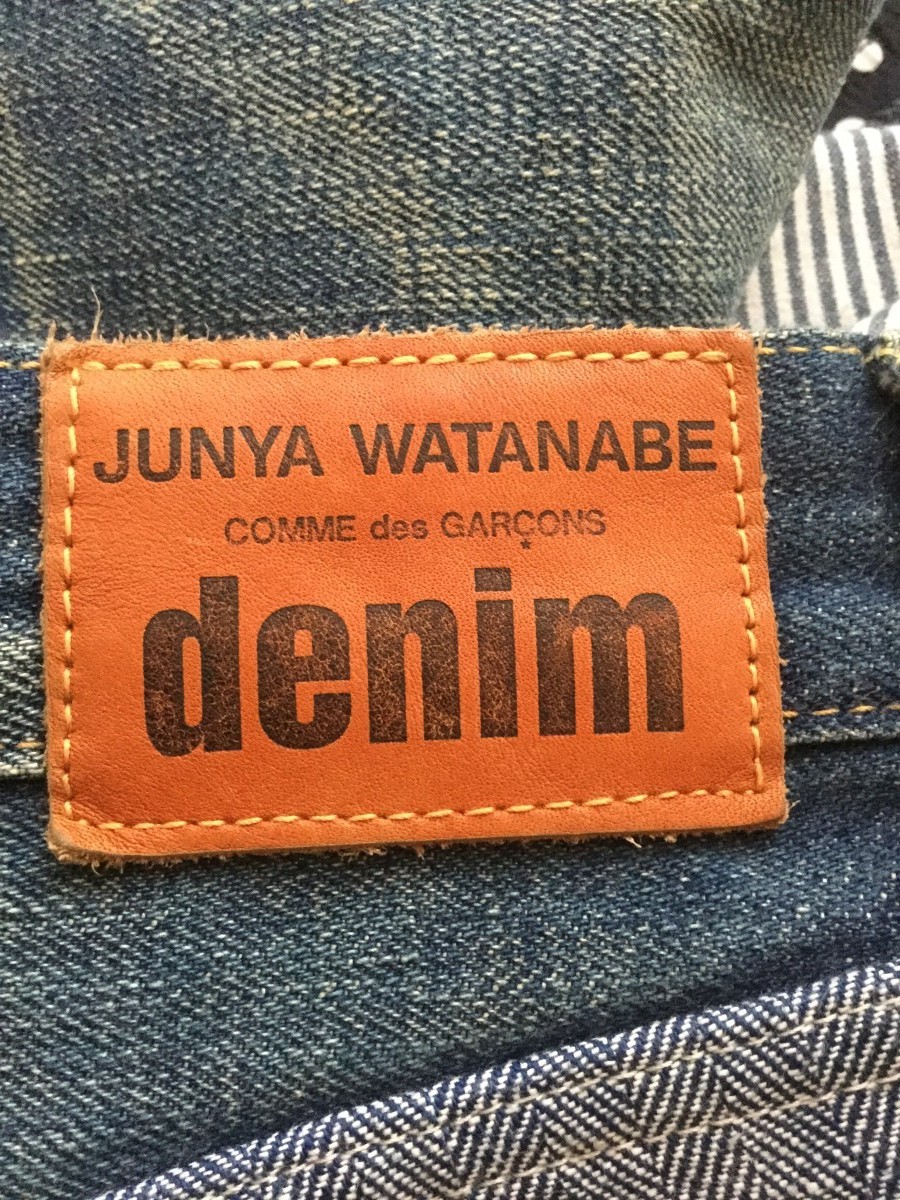 JUNYA WATANABE
COMME des GARÇONS
denim